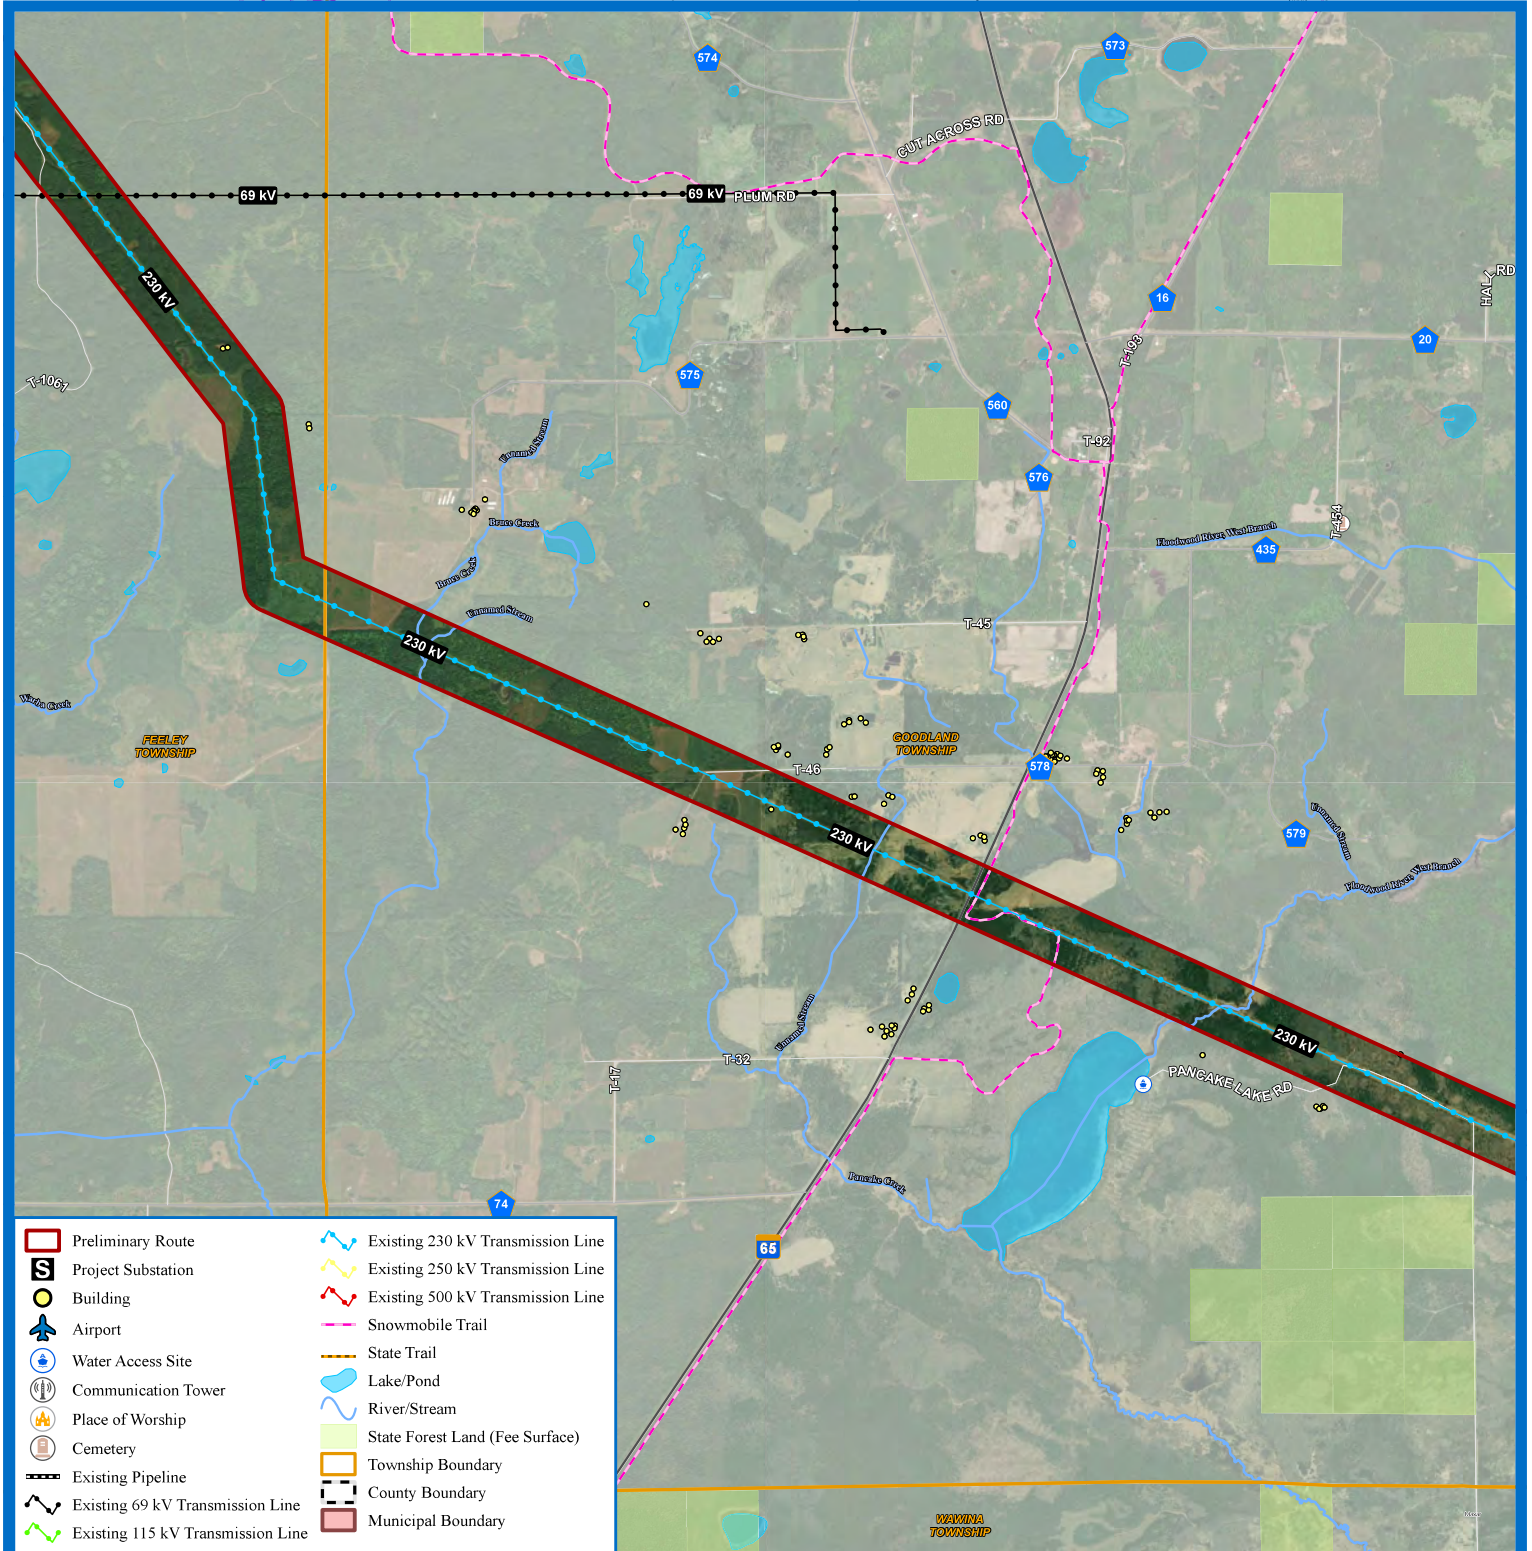 574
573
CUT ACROSS RD
69 kV
69 kV
PLUM RD
230 kV
16
HALL RD
20
T-193
T-1061
575
560
T-92
Unnamed Stream
576
Bruce Creek
T-454
Floodwood River, West Branch
435
Bruce Creek
Unnamed Stream
T-45
230 kV
Wacha Creek
FEELEY
TOWNSHIP
GOODLAND
TOWNSHIP
T-46
578
230 kV
Unnamed Stream
579
Floodwood River, West Branch
Unnamed Stream
230 kV
T-32
T-17
PANCAKE LAKE RD
Pancake Creek
74
65
WAWINA
TOWNSHIP
Preliminary Route
S Project Substation
Building
Airport
Water Access Site
Communication Tower
Place of Worship
Cemetery
Existing Pipeline
Existing 69 kV Transmission Line
Existing 115 kV Transmission Line
Existing 230 kV Transmission Line
Existing 250 kV Transmission Line
Existing 500 kV Transmission Line
Snowmobile Trail
State Trail
Lake/Pond
River/Stream
State Forest Land (Fee Surface)
Township Boundary
County Boundary
Municipal Boundary